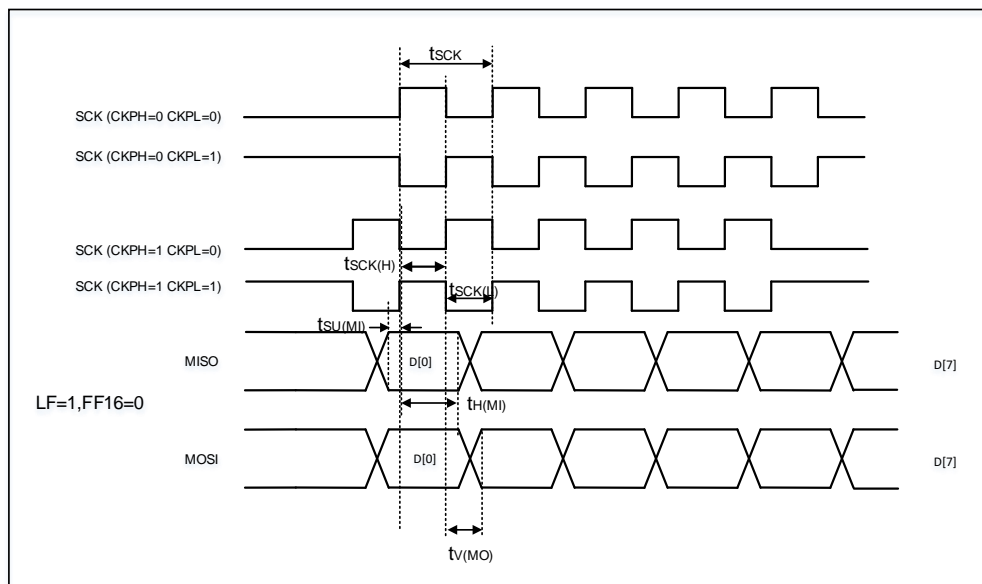 tSCK
SCK (CKPH=0 CKPL=0)
SCK (CKPH=0 CKPL=1)
SCK (CKPH=1 CKPL=0)
tSCK(H)
SCK (CKPH=1 CKPL=1)
tSCK(L)
tSU(MI)
MISO
D[0]
D[7]
tH(MI)
LF=1,FF16=0
MOSI
D[0]
D[7]
tV(MO)